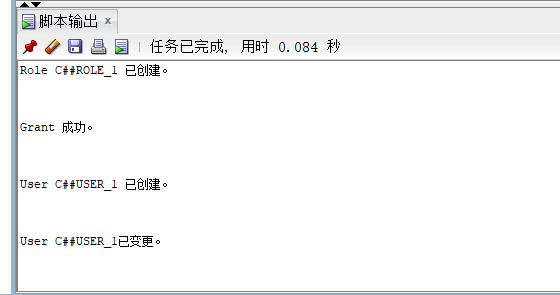 脚本输出 x
任务已完成, 用时 0.084 秒
Role C##ROLE_1 已创建。
Grant 成功。
User C##USER_1 已创建。
User C##USER_1已变更。